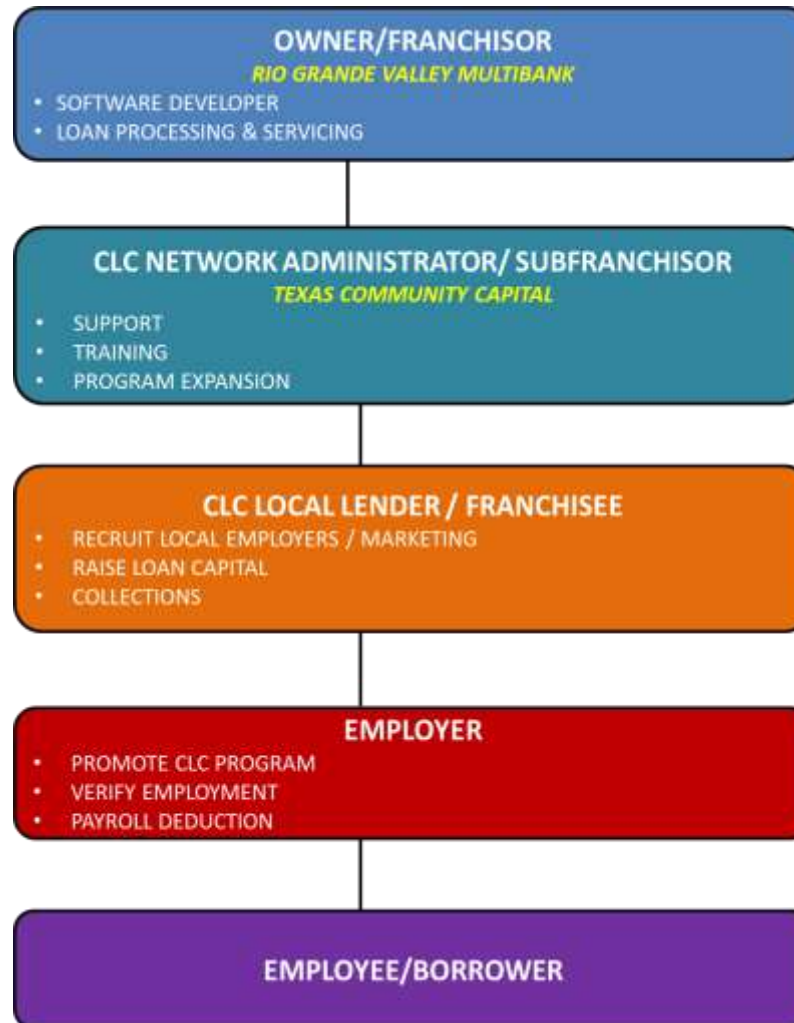 OWNER/FRANCHISOR
RIO GRANDE VALLEY MULTIBANK
• SOFTWARE DEVELOPER
• LOAN PROCESSING & SERVICING
CLC NETWORK ADMINISTRATOR/ SUBFRANCHISOR
TEXAS COMMUNITY CAPITAL
• SUPPORT
• TRAINING
• PROGRAM EXPANSION
CLC LOCAL LENDER / FRANCHISEE
• RECRUIT LOCAL EMPLOYERS / MARKETING
• RAISE LOAN CAPITAL
• COLLECTIONS
EMPLOYER
• PROMOTE CLC PROGRAM
• VERIFY EMPLOYMENT
• PAYROLL DEDUCTION
EMPLOYEE/BORROWER